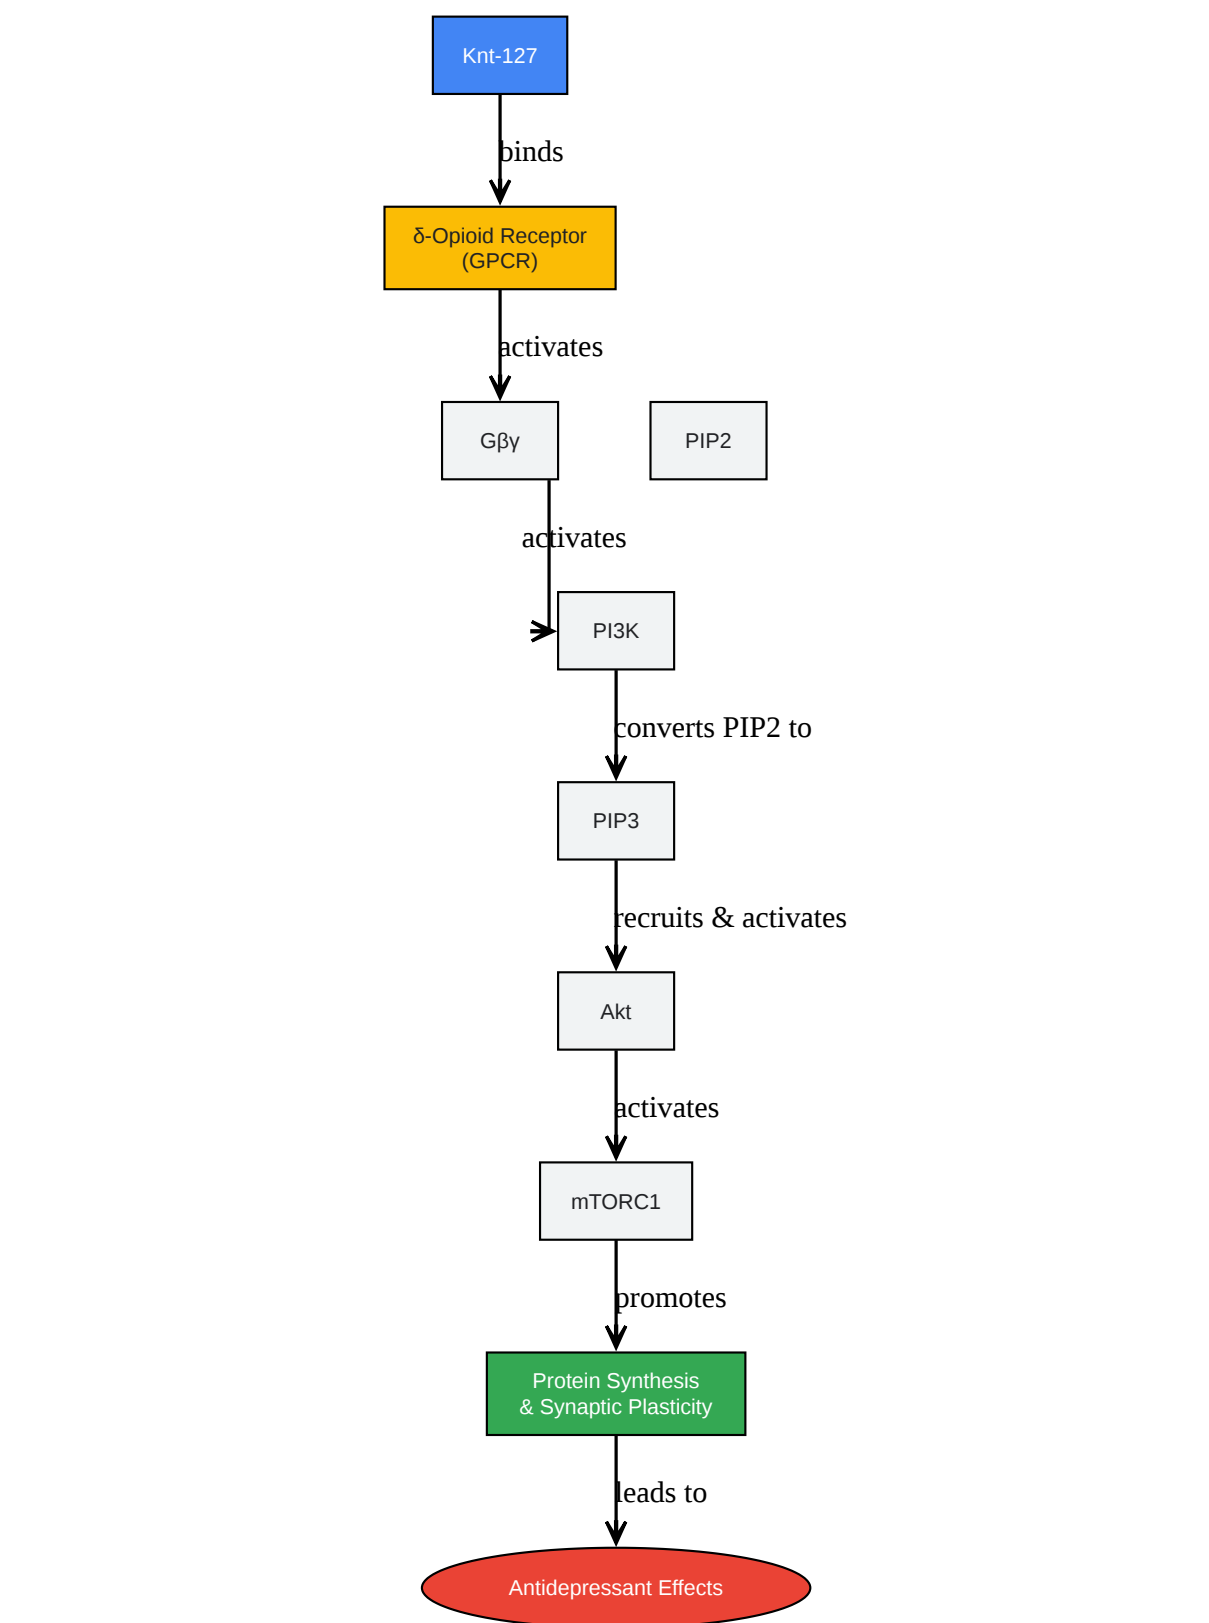 Knt-127
binds
δ-Opioid Receptor
(GPCR)
activates
Gβγ
PIP2
activates
PI3K
converts PIP2 to
PIP3
recruits & activates
Akt
activates
mTORC1
promotes
Protein Synthesis
& Synaptic Plasticity
leads to
Antidepressant Effects